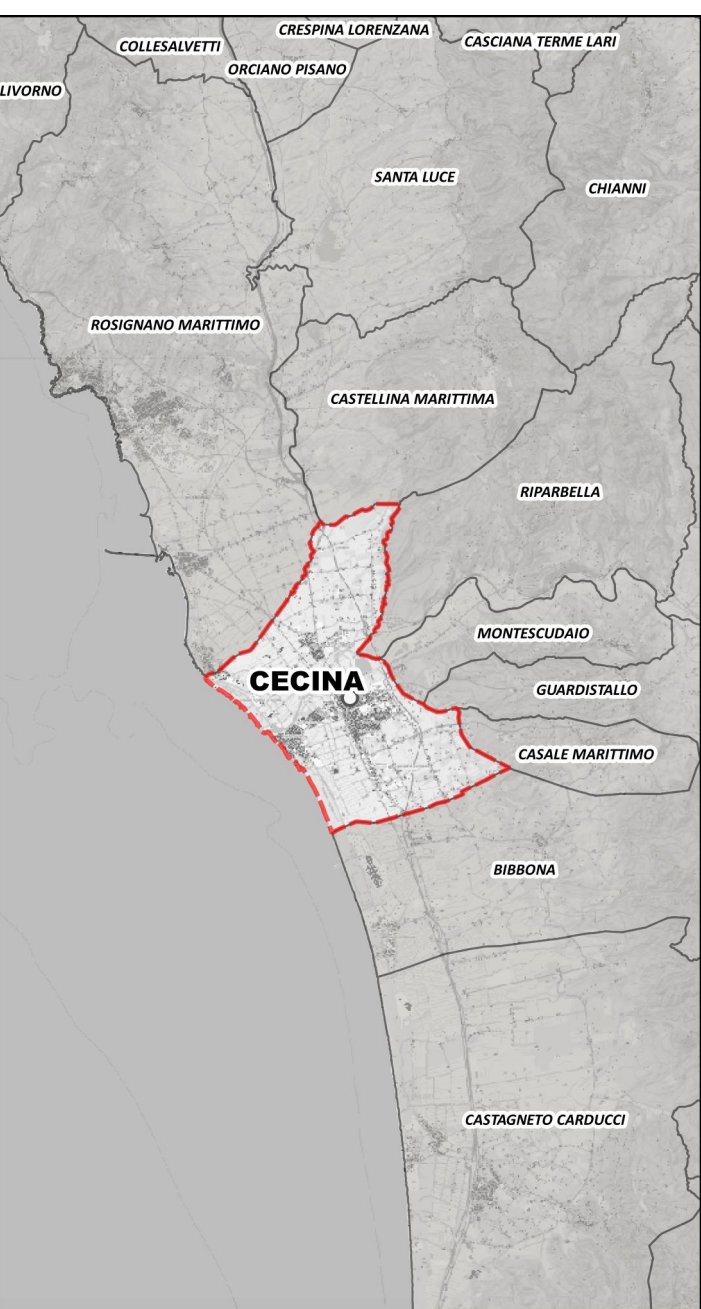 CRESPINA LORENZANA
COLLESALVETTI
CASCIANA TERME LARI
ORCIANO PISANO
LIVORNO
SANTA LUCE
CHIANNI
ROSIGNANO MARITTIMO
CASTELLINA MARITTIMA
RIPARBELLA
MONTESCUDAIO
CECINA
GUARDISTALLO
CASALE MARITTIMO
BIBBONA
CASTAGNETO CARDUCCI